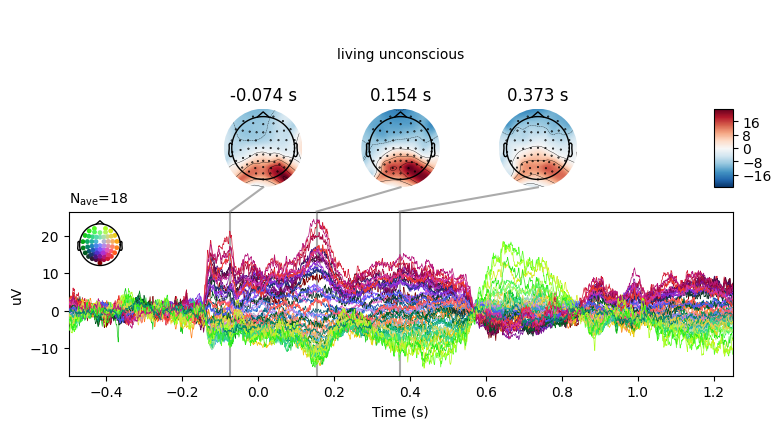 living unconscious
-0.074 s 0.154 s 0.373 s
16
8
0
−8
−16
Nave=18
20
10
0
−10
uV
−0.4 −0.2 0.0 0.2 0.4 0.6 0.8 1.0 1.2
Time (s)